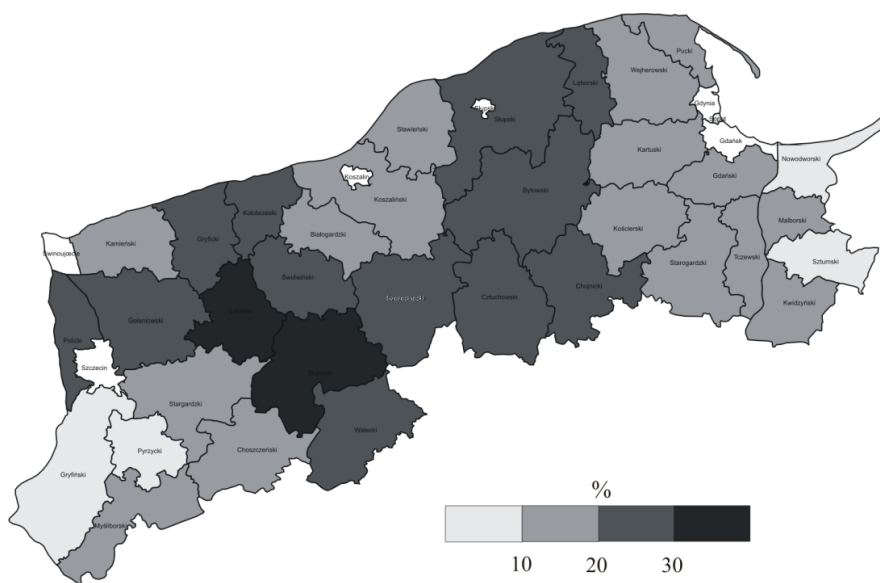 Pucki
Wejherowski
Lęborski
Gdynia
Słupsk
Słupski
Sopot
Sławieński
Gdańsk
Kartuski
Nowodworski
Koszalin
Gdański
Bytowski
Koszaliński
Kołobrzeski
Gryficki
Malborski
Kościerski
Białogardzki
Kamieński
Świnoujście
Starogardzki
Tczewski
Sztumski
Świdwiński
Chojnicki
Szczecinecki
Człuchowski
Kwidzyński
Goleniowski
Łobeski
Policki
Szczecin
Drawski
Stargardzki
Wałecki
Pyrzycki
Choszczeński
Gryfiński
Myśliborski
%
10 20 30